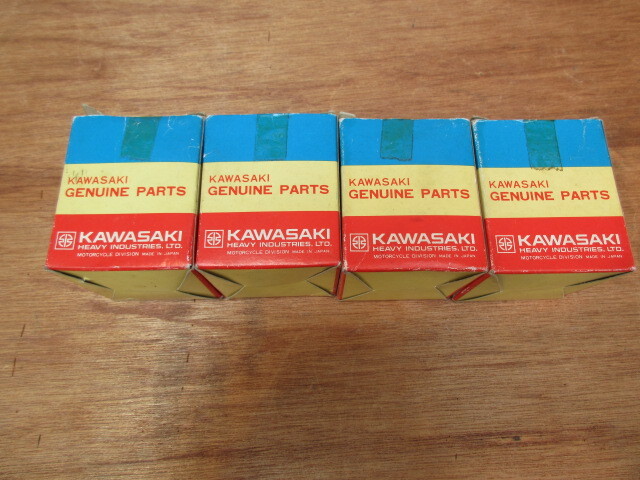 KAWASAKI
GENUINE PARTS
KAWASAKI
HEAVY INDUSTRIES, LTD.
MOTORCYCLE DIVISION MADE IN JAPAN
KAWASAKI
GENUINE PARTS
KAWASAKI
HEAVY INDUSTRIES, LTD.
MOTORCYCLE DIVISION MADE IN JAPAN
KAWASAKI
GENUINE PARTS
KAWASAKI
HEAVY INDUSTRIES, LTD.
MOTORCYCLE DIVISION MADE IN JAPAN
KAWASAKI
GENUINE PARTS
KAWASAKI
HEAVY INDUSTRIES, LTD.
MOTORCYCLE DIVISION MADE IN JAPAN